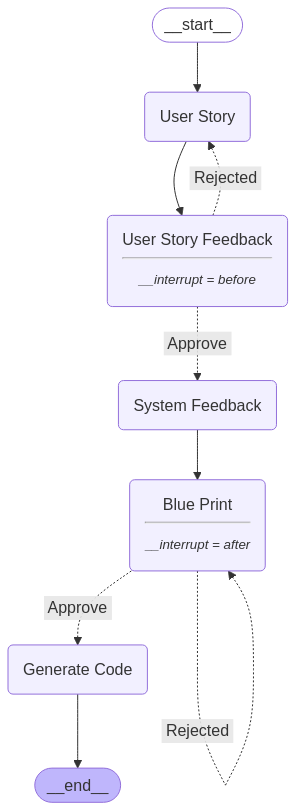 __start__
User Story
Rejected
User Story Feedback
__interrupt = before
Approve
System Feedback
Blue Print
__interrupt = after
Approve
Generate Code
Rejected
__end__